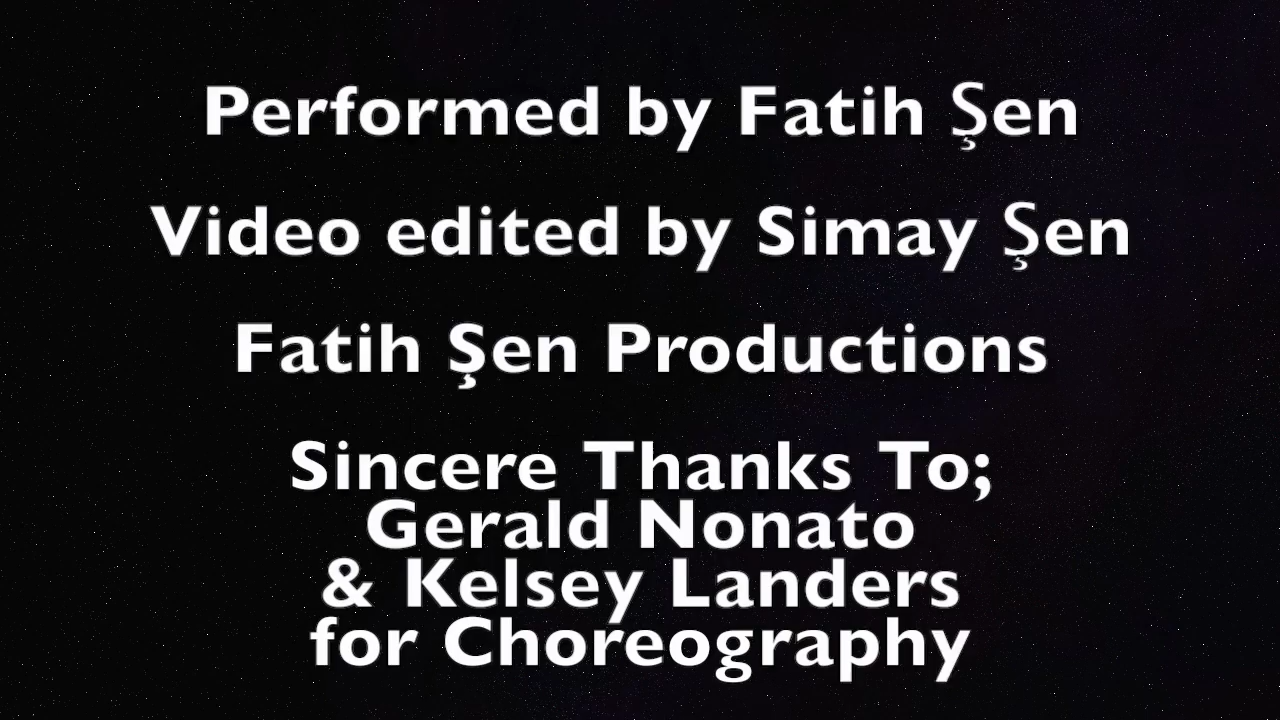 Performed by Fatih Şen
Video edited by Simay Şen
Fatih Şen Productions
Sincere Thanks To;
Gerald Nonato
& Kelsey Landers
for Choreography